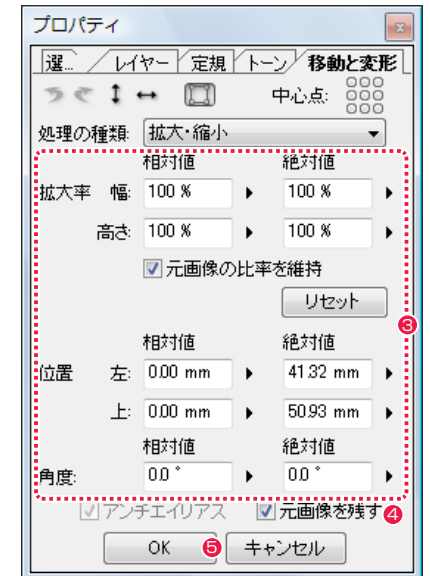 プロパティ
選... レイヤー 定規 トーン 移動と変形
中心点:
処理の種類: 拡大・縮小
相対値 絶対値
拡大率 幅: 100 % 100 %
高さ: 100 % 100 %
元画像の比率を維持
リセット
③
相対値 絶対値
位置 左: 0.00 mm 41.32 mm
上: 0.00 mm 50.93 mm
相対値 絶対値
角度: 0.0 ° 0.0 °
アンチエイリアス 元画像を残す ④
OK ⑤ キャンセル